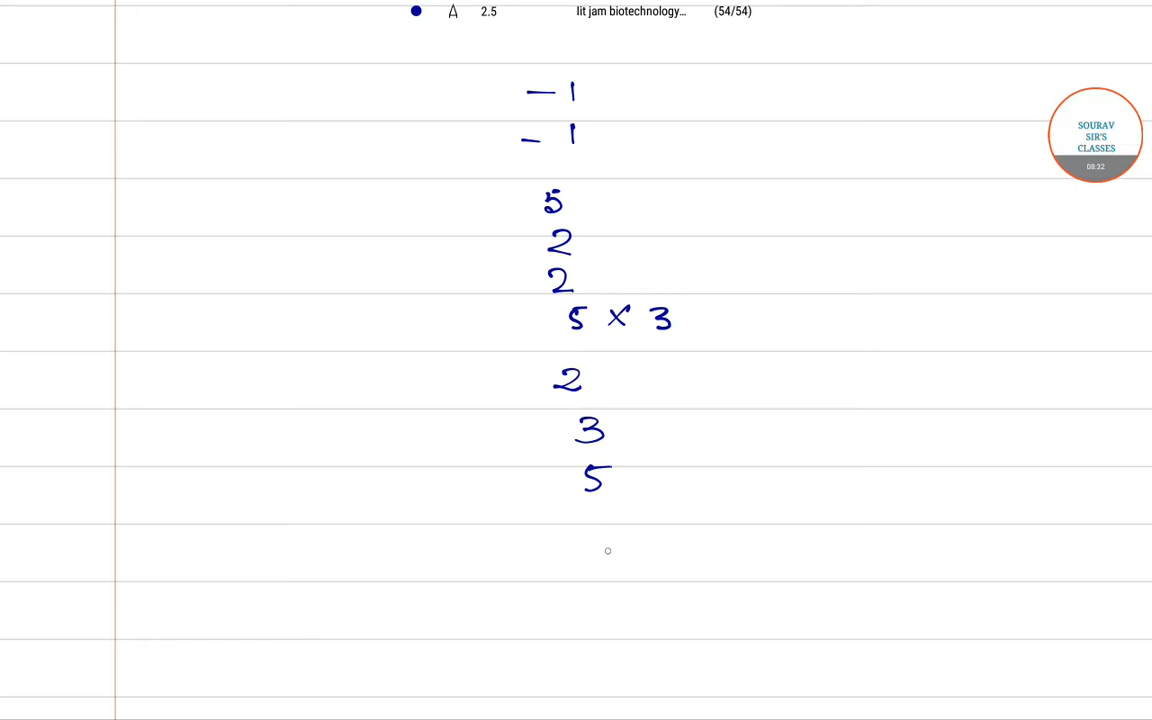 A 2.5 Iit jam biotechnology... (54/54)
SOURAV
SIR'S
CLASSES
08:32
- 1
- 1
5
2
2
5 × 3
2
3
5